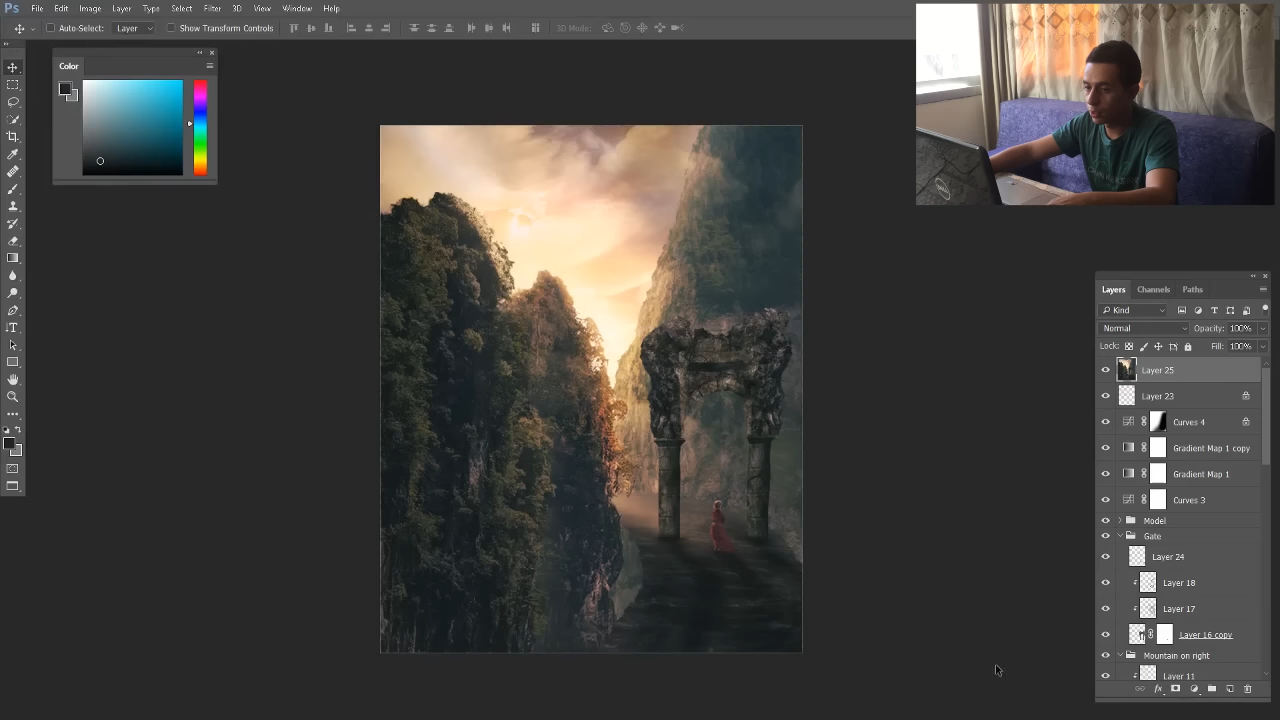 Ps File Edit Image Layer Type Select Filter 3D View Window Help
Auto-Select: Layer Show Transform Controls 3D Mode:
Color
DELL
Layers Channels Paths
Kind
Normal Opacity: 100%
Lock: Fill: 100%
Layer 25
Layer 23
Curves 4
Gradient Map 1 copy
Gradient Map 1
Curves 3
Model
Gate
Layer 24
Layer 18
Layer 17
Layer 16 copy
Mountain on right
Layer 11
fx